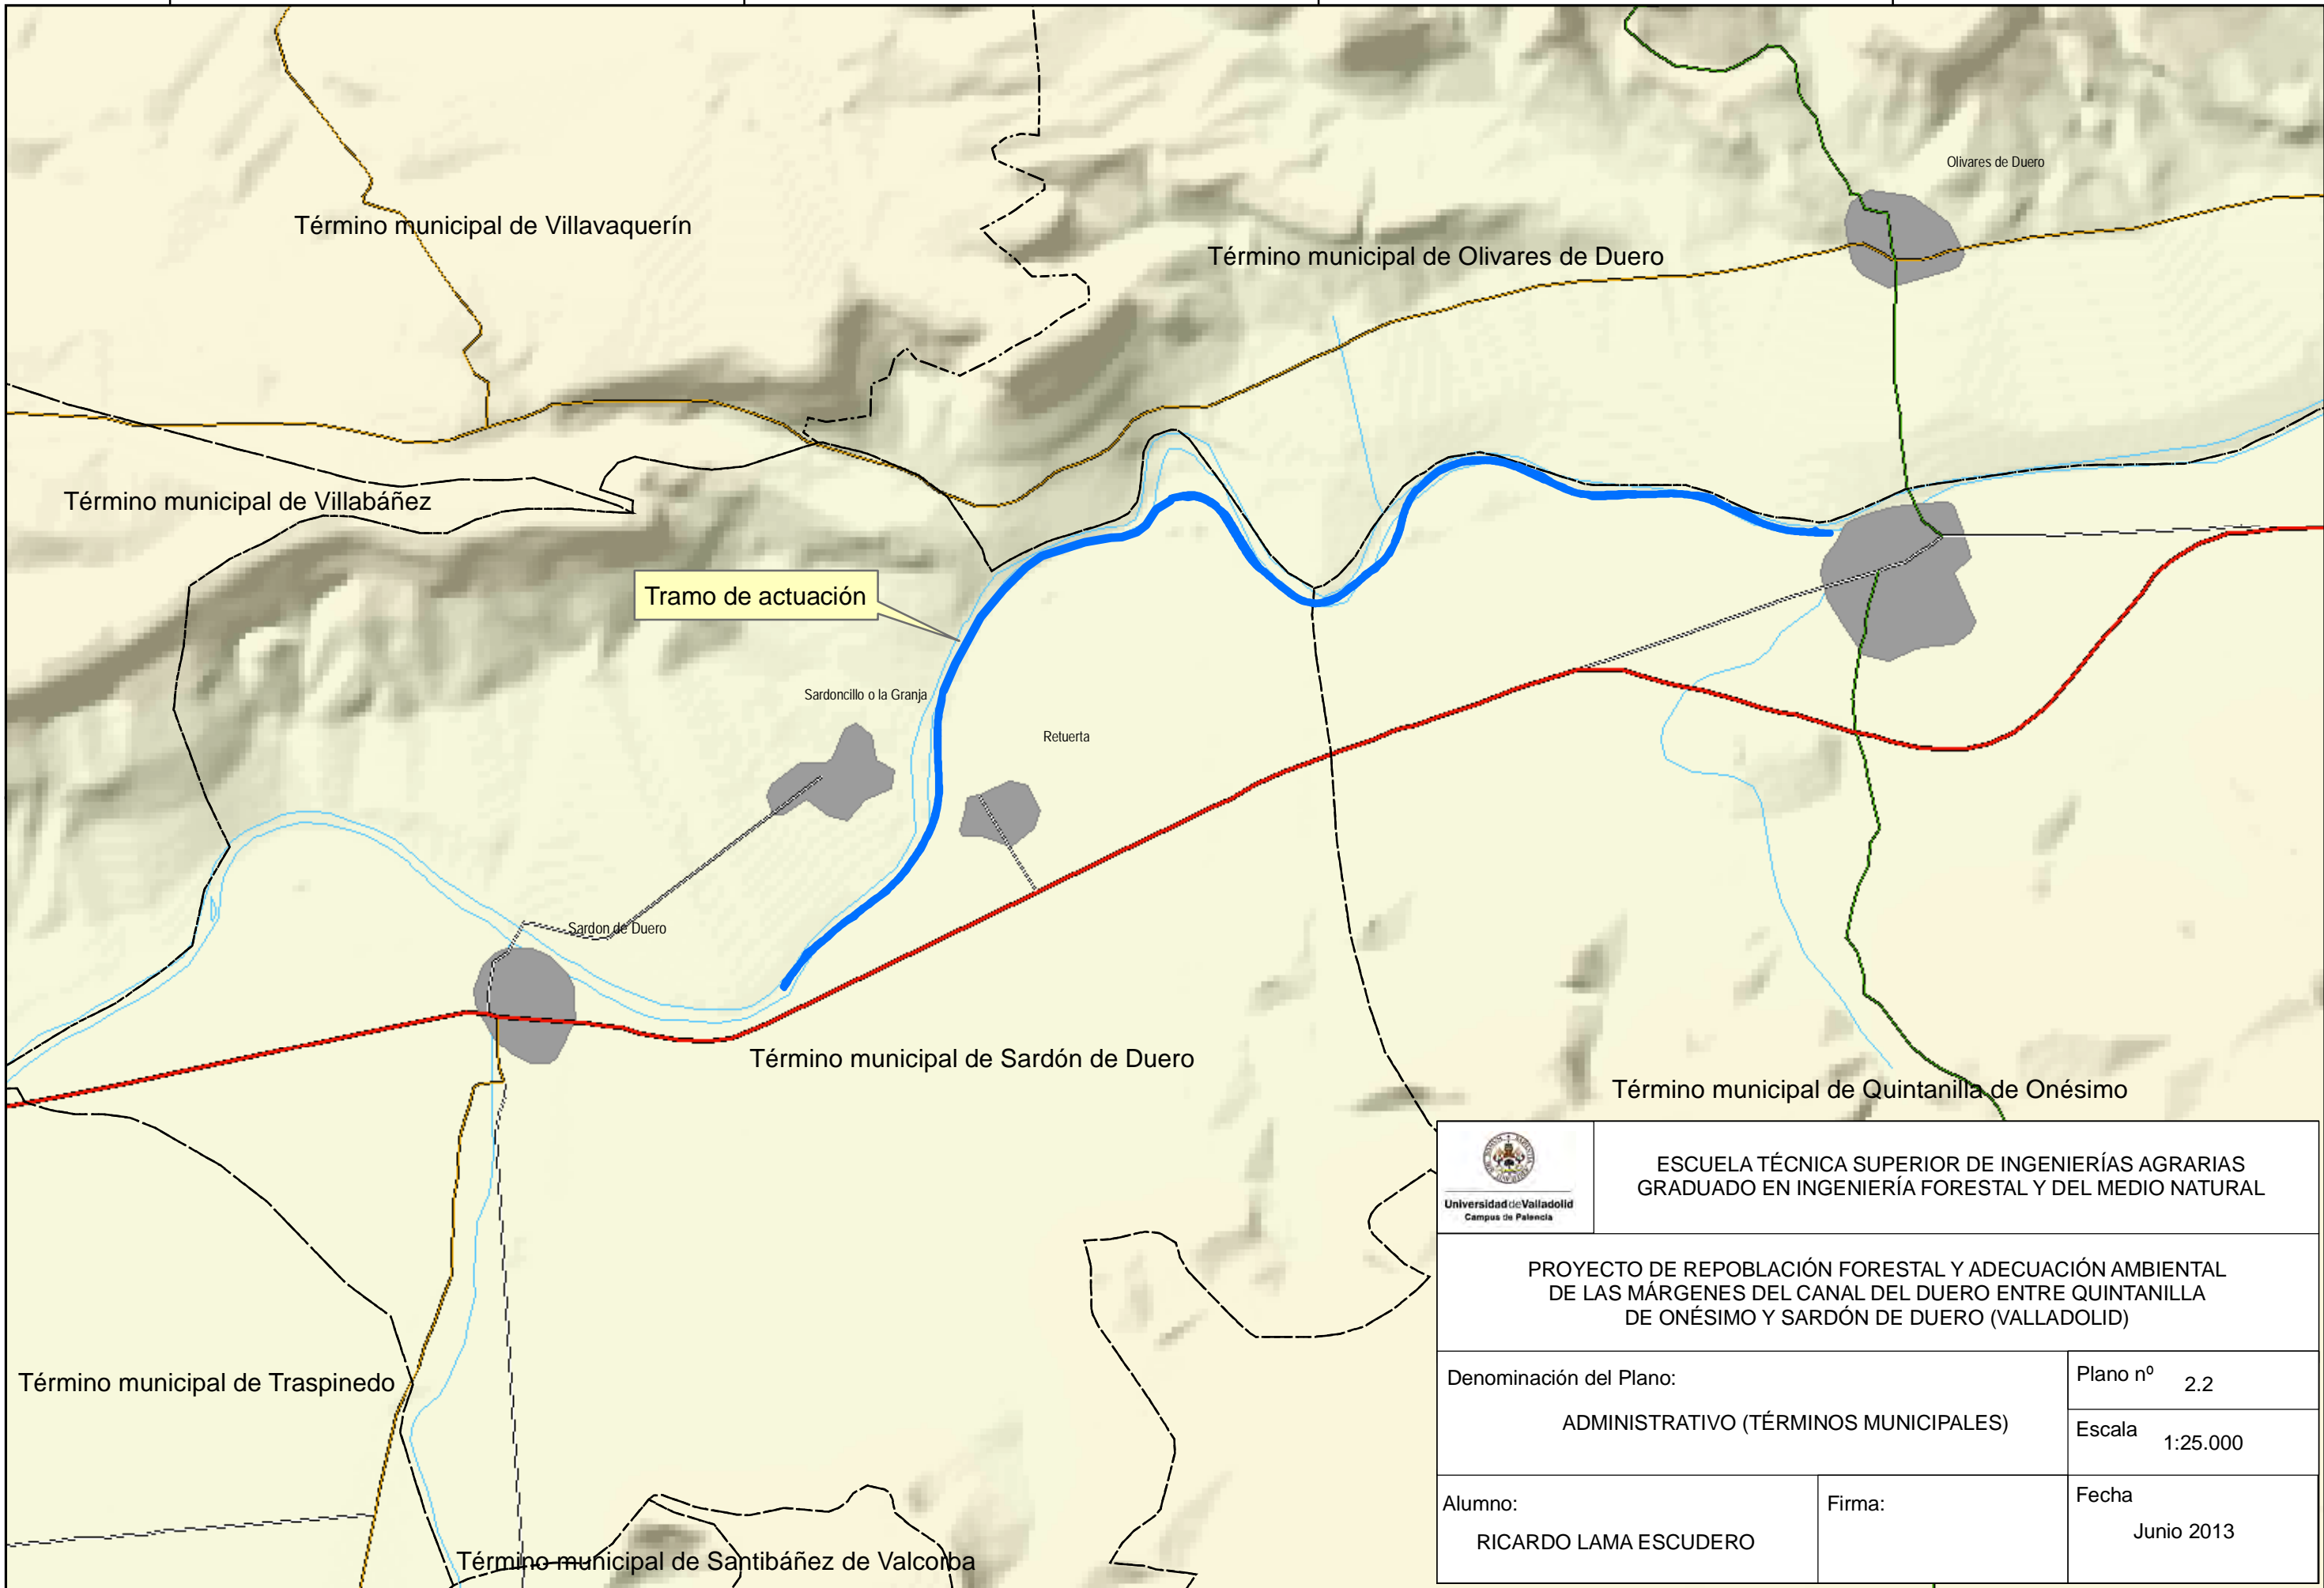 Olivares de Duero
Término municipal de Villavaquerín
Término municipal de Olivares de Duero
Término municipal de Villabáñez
Tramo de actuación
Sardoncillo o la Granja
Retuerta
Sardon de Duero
Término municipal de Sardón de Duero
Término municipal de Quintanilla de Onésimo
Término municipal de Traspinedo
Término municipal de Santibáñez de Valcorba
Universidad de Valladolid
Campus de Palencia
ESCUELA TÉCNICA SUPERIOR DE INGENIERÍAS AGRARIAS
GRADUADO EN INGENIERÍA FORESTAL Y DEL MEDIO NATURAL
PROYECTO DE REPOBLACIÓN FORESTAL Y ADECUACIÓN AMBIENTAL
DE LAS MÁRGENES DEL CANAL DEL DUERO ENTRE QUINTANILLA
DE ONÉSIMO Y SARDÓN DE DUERO (VALLADOLID)
Denominación del Plano:
ADMINISTRATIVO (TÉRMINOS MUNICIPALES)
Plano nº 2.2
Escala 1:25.000
Alumno:
RICARDO LAMA ESCUDERO
Firma:
Fecha
Junio 2013